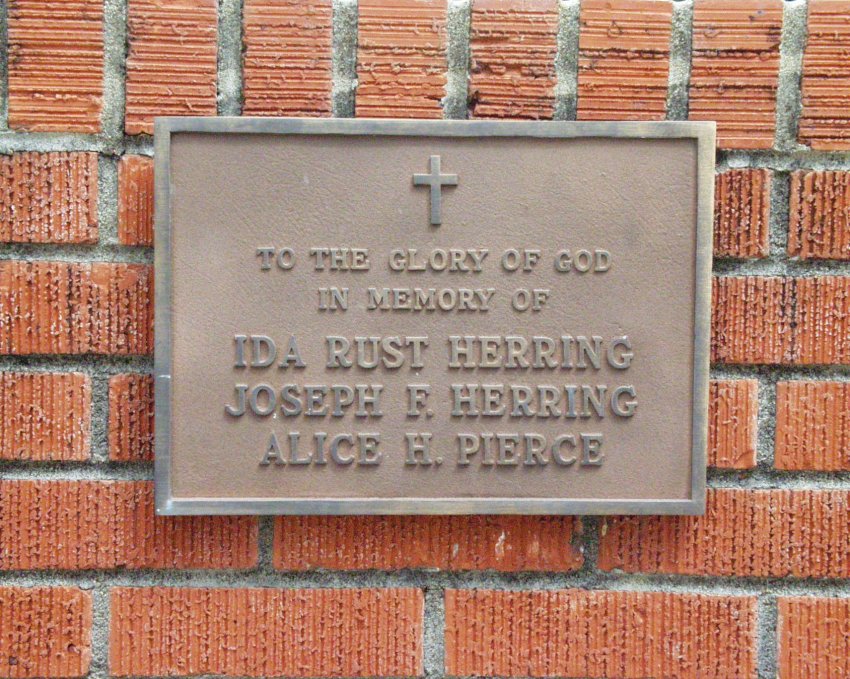 TO THE GLORY OF GOD
IN MEMORY OF
IDA RUST HERRING
JOSEPH F. HERRING
ALICE H. PIERCE